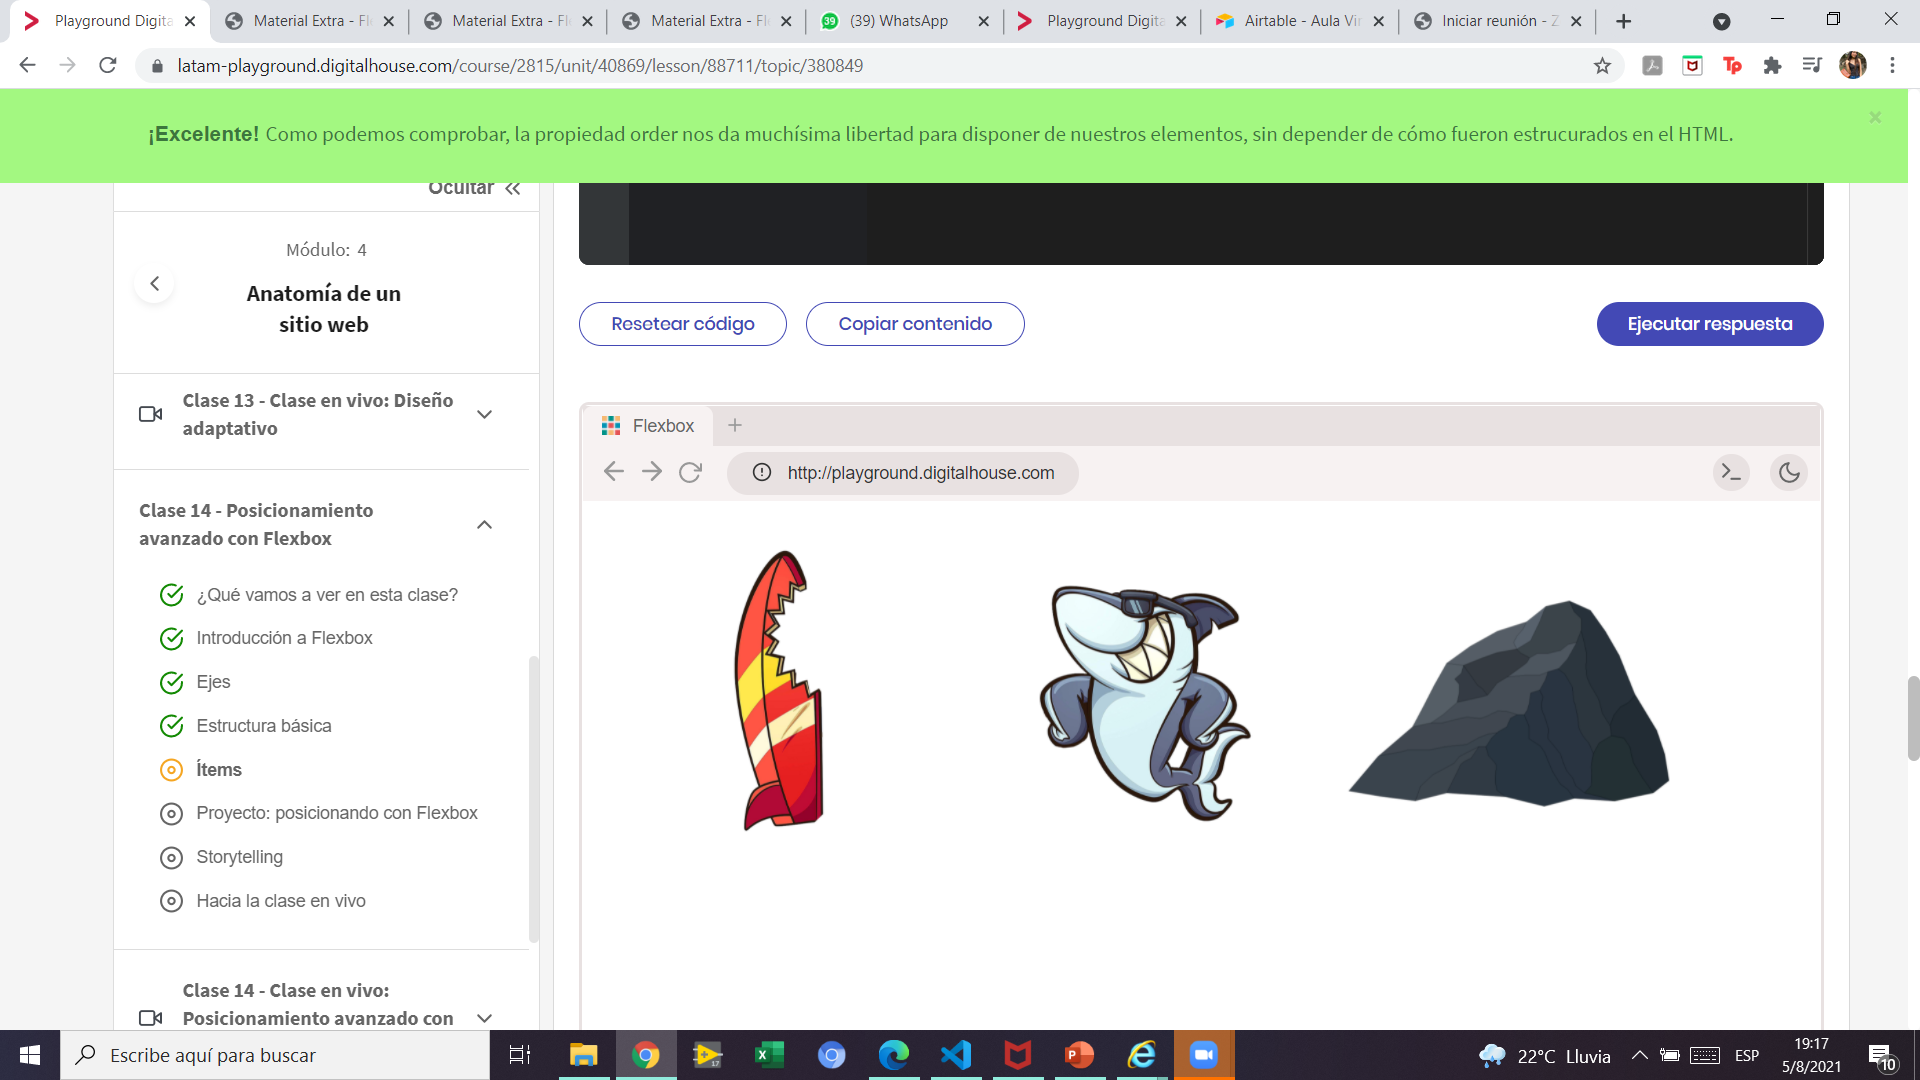 Playground Digita
Material Extra - Fl
Material Extra - Fl
Material Extra - Fl
(39) WhatsApp
Playground Digita
Airtable - Aula Vir
Iniciar reunión - Z
latam-playground.digitalhouse.com/course/2815/unit/40869/lesson/88711/topic/380849
¡Excelente! Como podemos comprobar, la propiedad order nos da muchísima libertad para disponer de nuestros elementos, sin depender de cómo fueron estrucurados en el HTML.
Ocultar
Módulo: 4
Anatomía de un
sitio web
Clase 13 - Clase en vivo: Diseño
adaptativo
Clase 14 - Posicionamiento
avanzado con Flexbox
¿Qué vamos a ver en esta clase?
Introducción a Flexbox
Ejes
Estructura básica
Ítems
Proyecto: posicionando con Flexbox
Storytelling
Hacia la clase en vivo
Clase 14 - Clase en vivo:
Posicionamiento avanzado con
Resetear código
Copiar contenido
Ejecutar respuesta
Flexbox
http://playground.digitalhouse.com
Escribe aquí para buscar
22°C Lluvia
ESP
19:17
5/8/2021
10